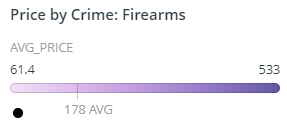 Price by Crime: Firearms
AVG_PRICE
61.4 533
178 AVG